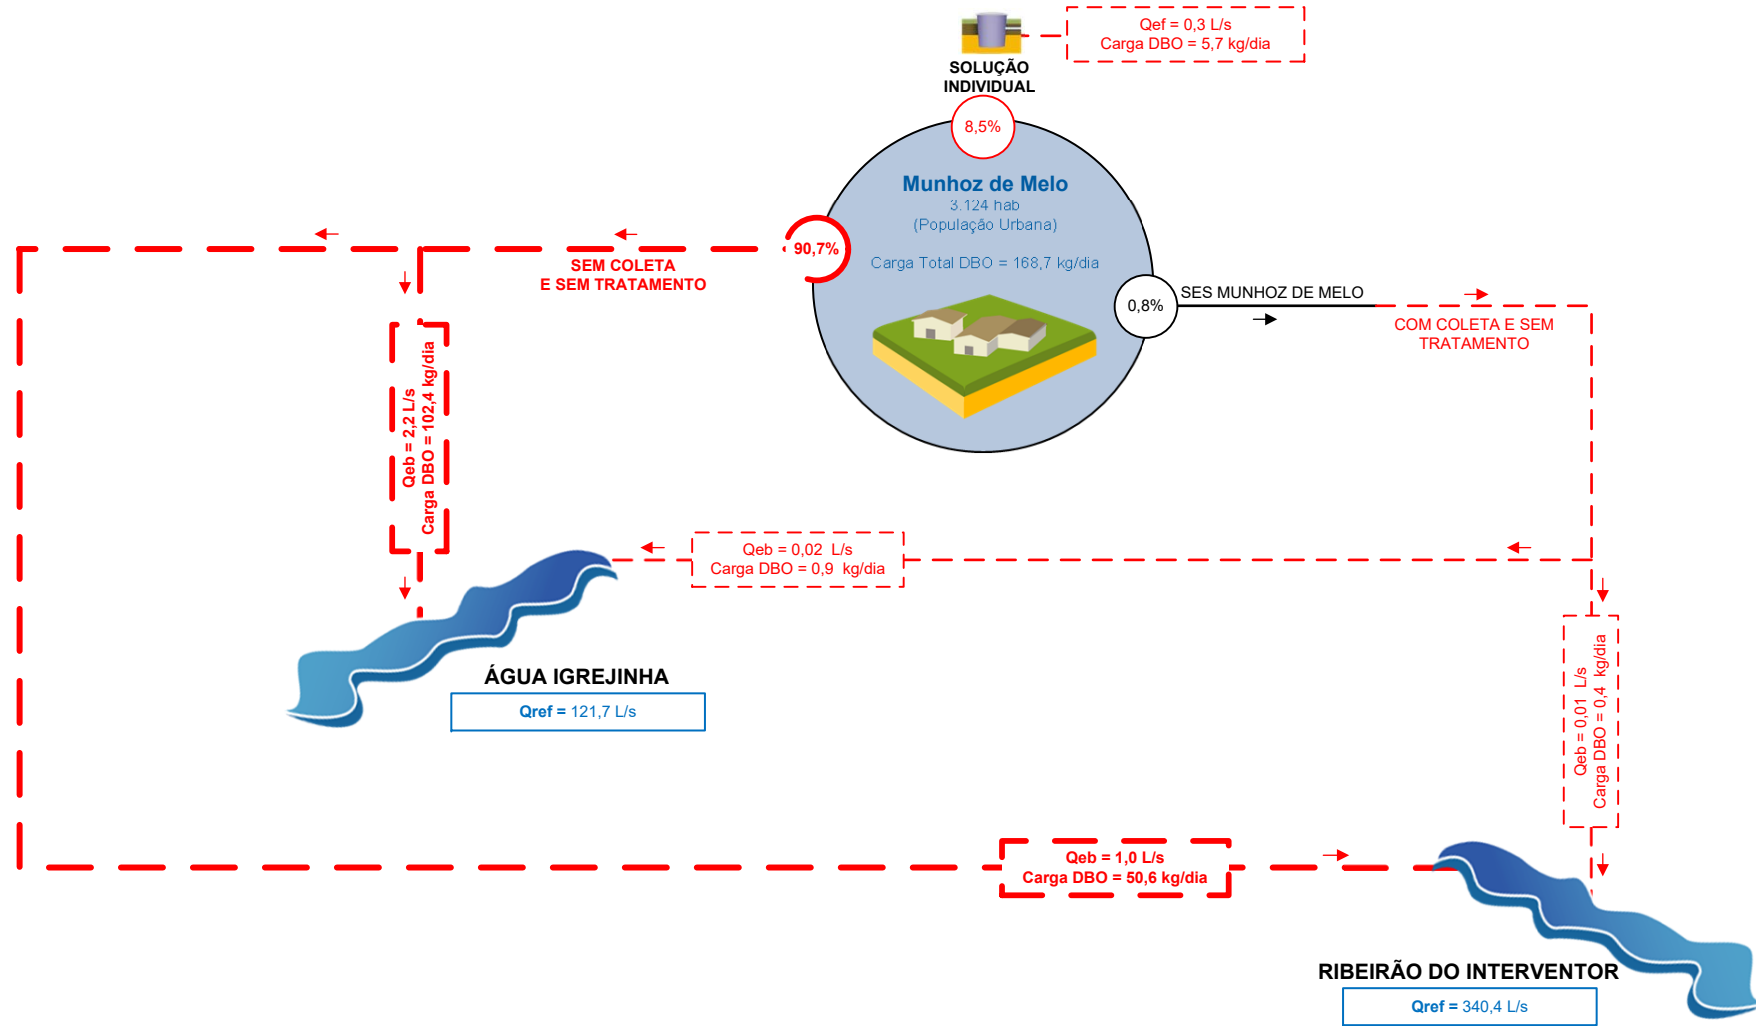 Qef = 0,3 L/s
Carga DBO = 5,7 kg/dia
SOLUÇÃO
INDIVIDUAL
8,5%
Munhoz de Melo
3.124 hab
(População Urbana)
Carga Total DBO = 168,7 kg/dia
90,7%
SEM COLETA
E SEM TRATAMENTO
0,8%
SES MUNHOZ DE MELO
COM COLETA E SEM
TRATAMENTO
Qeb = 2,2 L/s
Carga DBO = 102,4 kg/dia
Qeb = 0,02 L/s
Carga DBO = 0,9 kg/dia
Qeb = 0,01 L/s
Carga DBO = 0,4 kg/dia
ÁGUA IGREJINHA
Qref = 121,7 L/s
Qeb = 1,0 L/s
Carga DBO = 50,6 kg/dia
RIBEIRÃO DO INTERVENTOR
Qref = 340,4 L/s